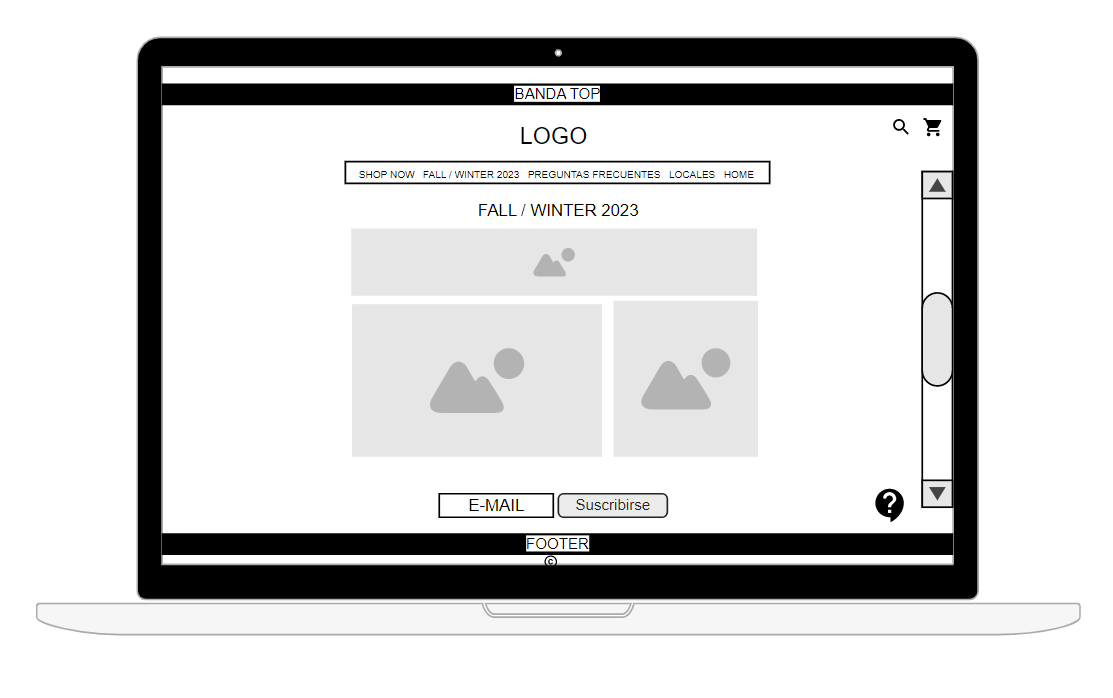 BANDA TOP
LOGO
SHOP NOW FALL / WINTER 2023 PREGUNTAS FRECUENTES LOCALES HOME
FALL / WINTER 2023
E-MAIL Suscribirse
FOOTER
©